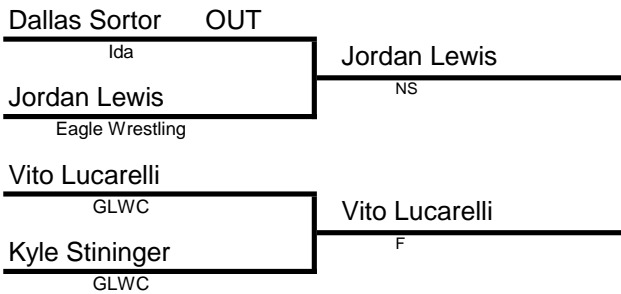 Dallas Sortor OUT
Ida
Jordan Lewis
NS
Jordan Lewis
Eagle Wrestling
Vito Lucarelli
GLWC
Vito Lucarelli
F
Kyle Stininger
GLWC